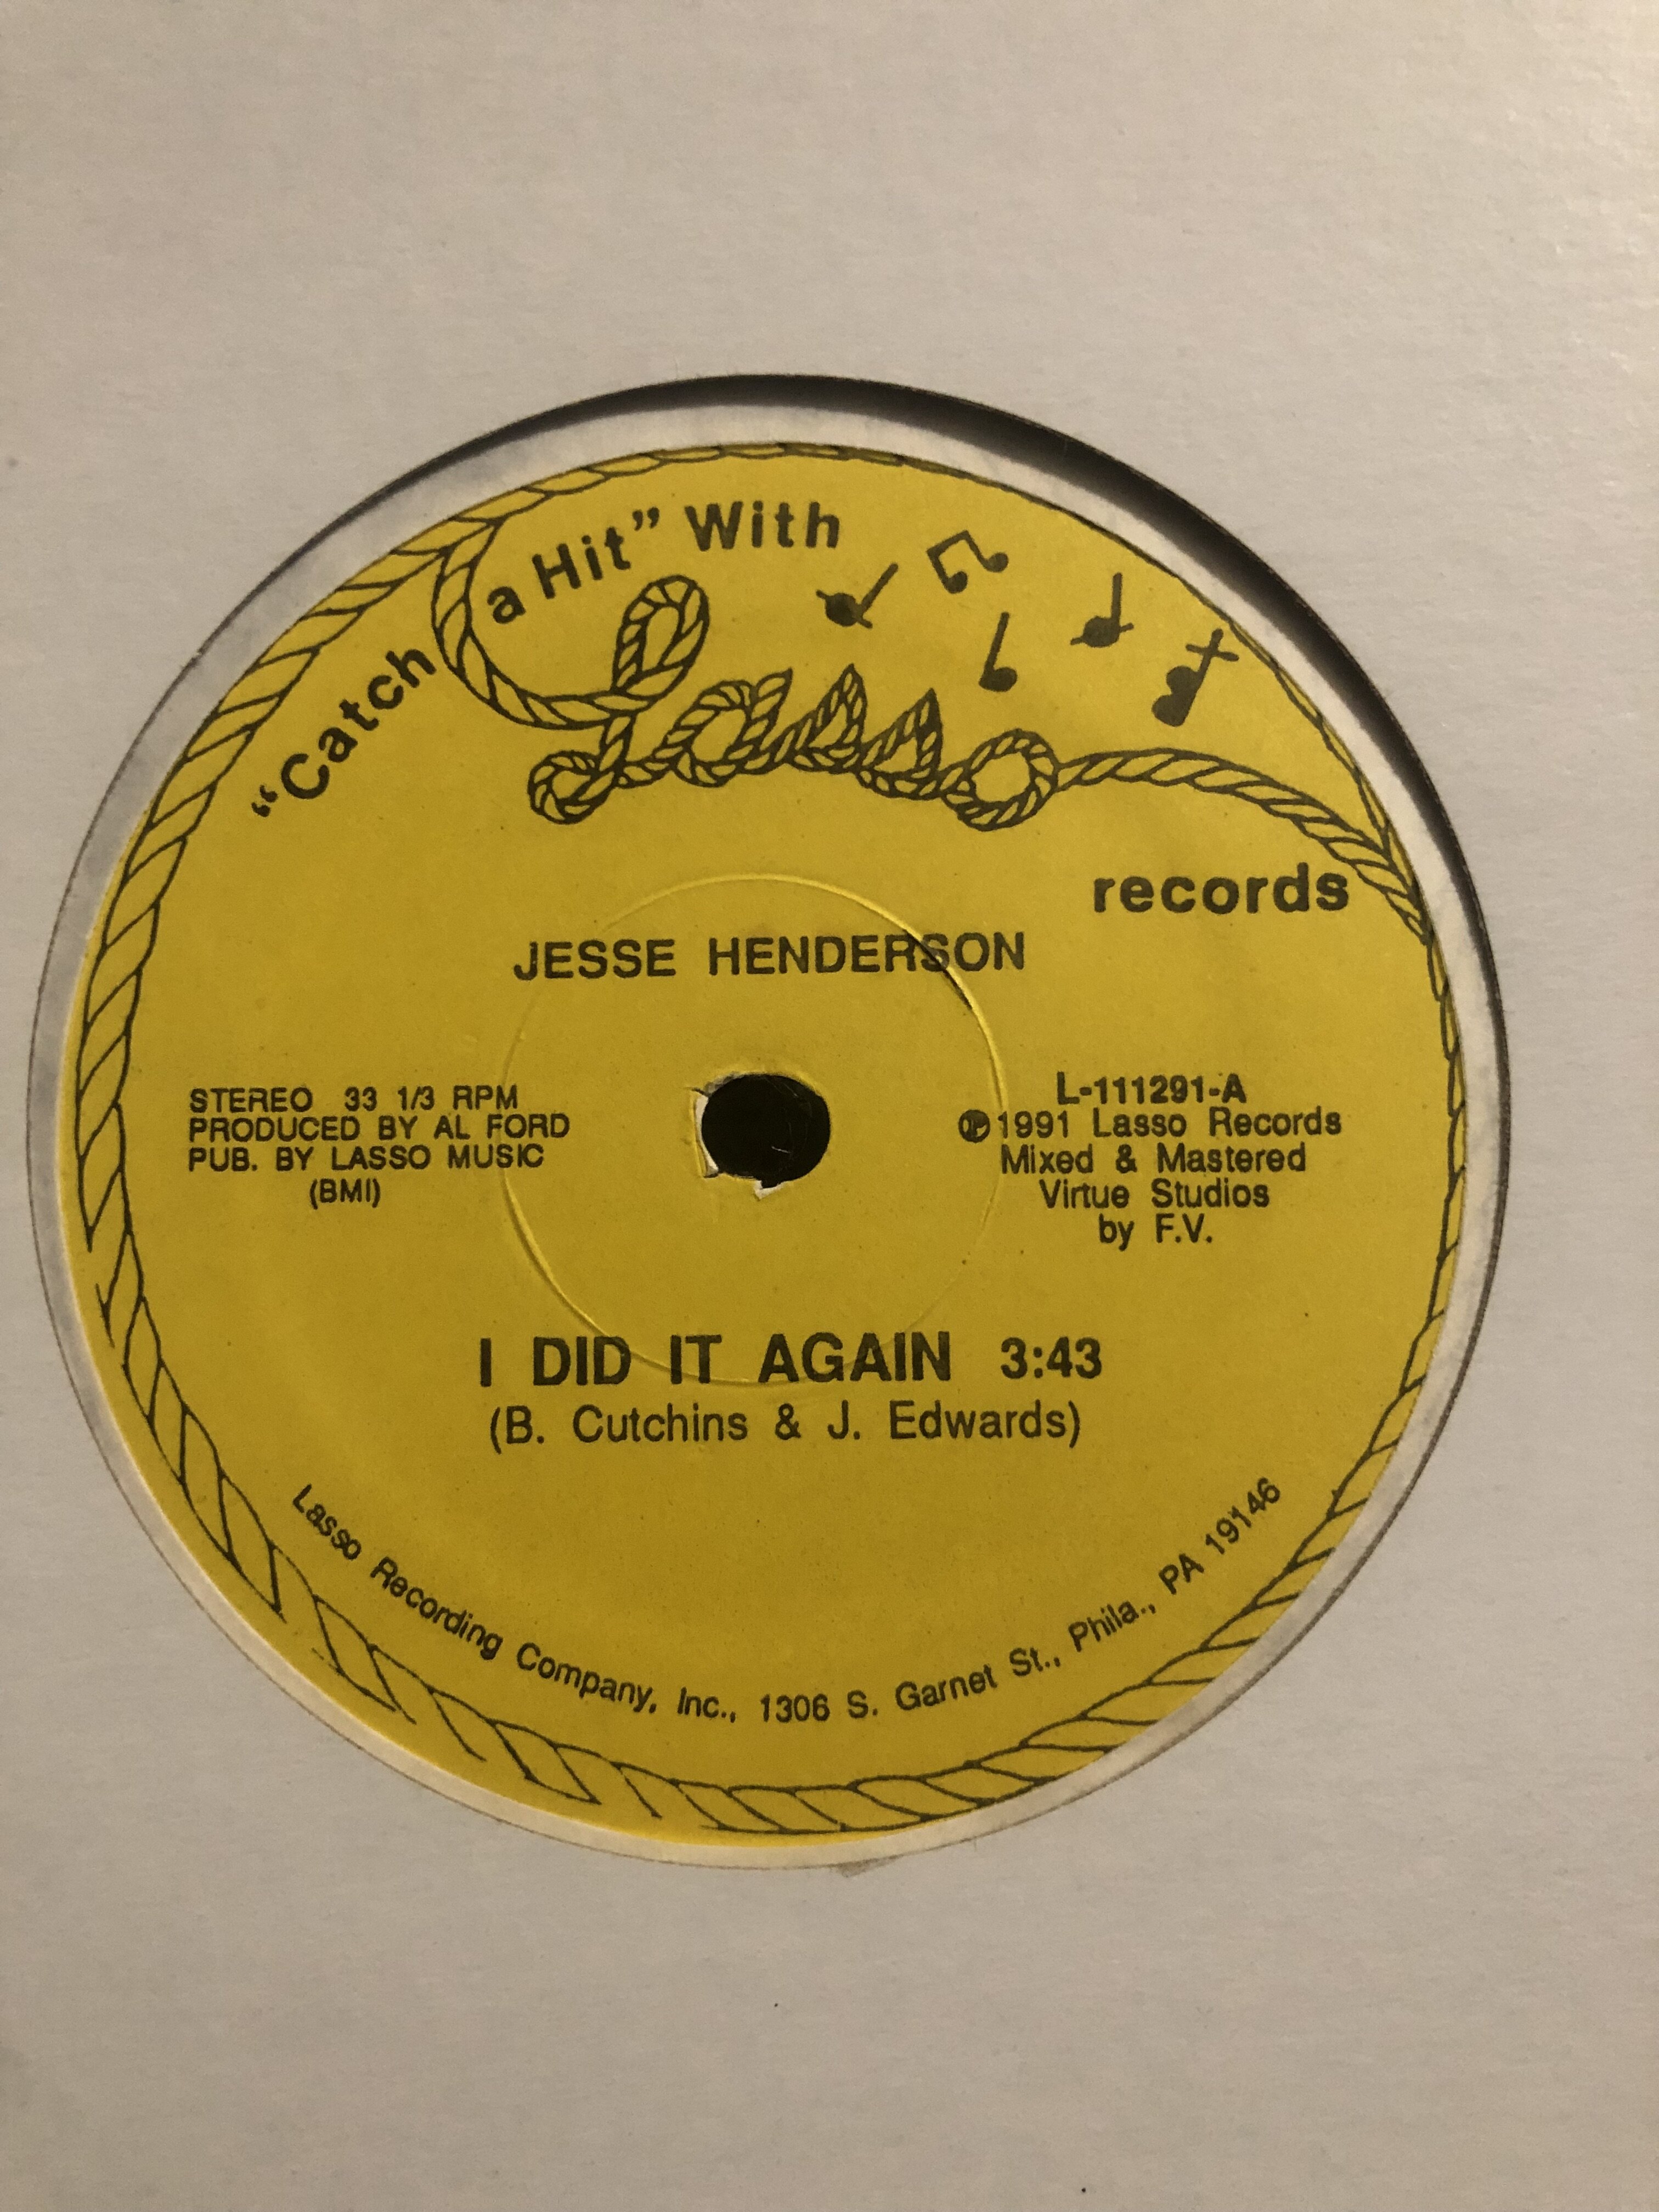 "Catch a Hit" With
Lasso
records
JESSE HENDERSON
STEREO 33 1/3 RPM
PRODUCED BY AL FORD
PUB. BY LASSO MUSIC
(BMI)
L-111291-A
℗1991 Lasso Records
Mixed & Mastered
Virtue Studios
by F.V.
I DID IT AGAIN 3:43
(B. Cutchins & J. Edwards)
Lasso Recording Company, Inc., 1306 S. Garnet St., Phila., PA 19146